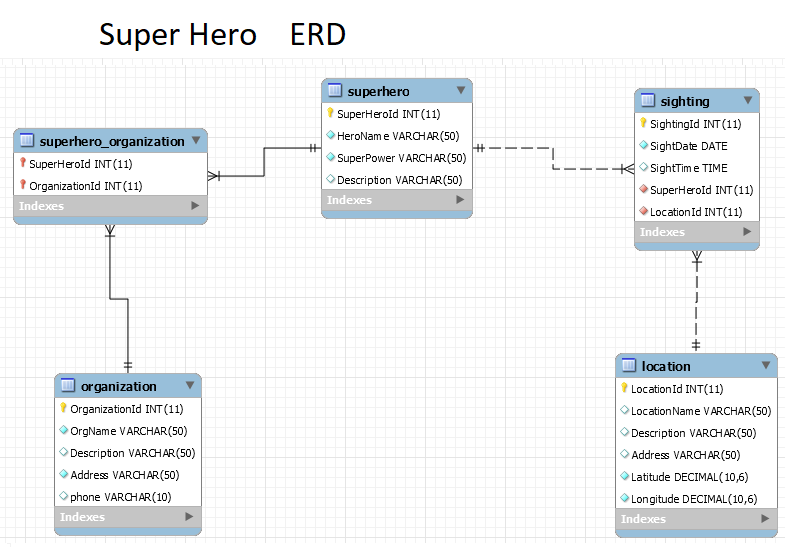 Super Hero ERD
superhero
SuperHeroId INT(11)
HeroName VARCHAR(50)
SuperPower VARCHAR(50)
Description VARCHAR(50)
Indexes
sighting
SightingId INT(11)
SightDate DATE
SightTime TIME
SuperHeroId INT(11)
LocationId INT(11)
Indexes
superhero_organization
SuperHeroId INT(11)
OrganizationId INT(11)
Indexes
organization
OrganizationId INT(11)
OrgName VARCHAR(50)
Description VARCHAR(50)
Address VARCHAR(50)
phone VARCHAR(10)
Indexes
location
LocationId INT(11)
LocationName VARCHAR(50)
Description VARCHAR(50)
Address VARCHAR(50)
Latitude DECIMAL(10,6)
Longitude DECIMAL(10,6)
Indexes